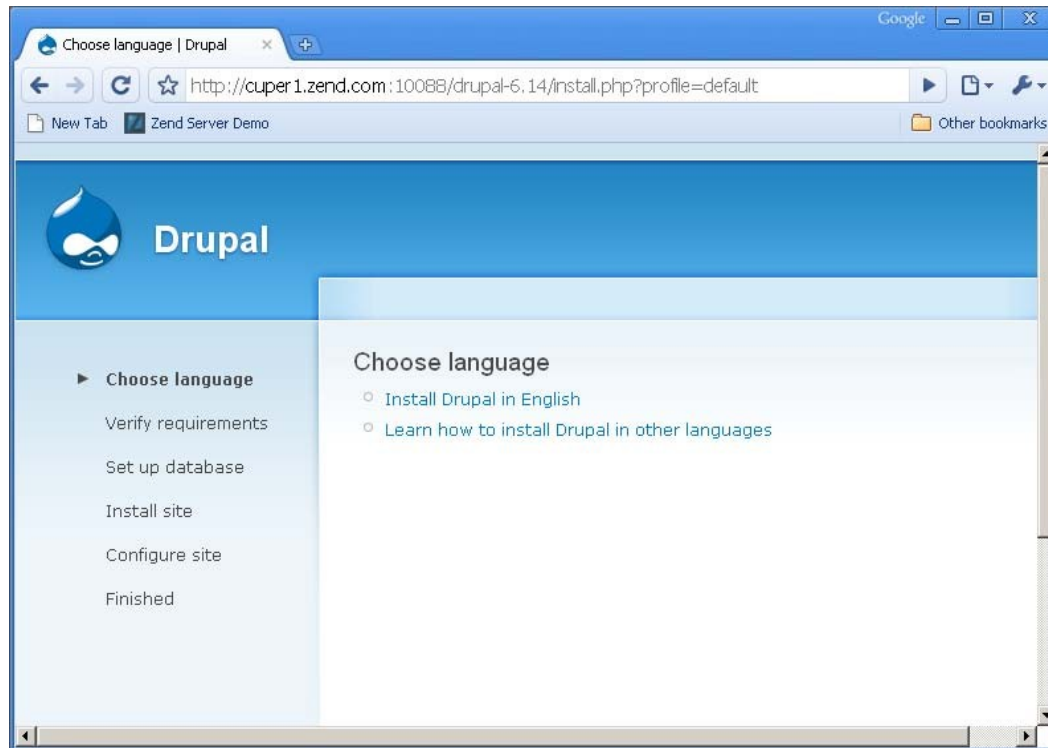 Google
Choose language | Drupal
http://cuper1.zend.com:10088/drupal-6.14/install.php?profile=default
New Tab Zend Server Demo Other bookmarks
Drupal
Choose language
Verify requirements
Set up database
Install site
Configure site
Finished
Choose language
Install Drupal in English
Learn how to install Drupal in other languages